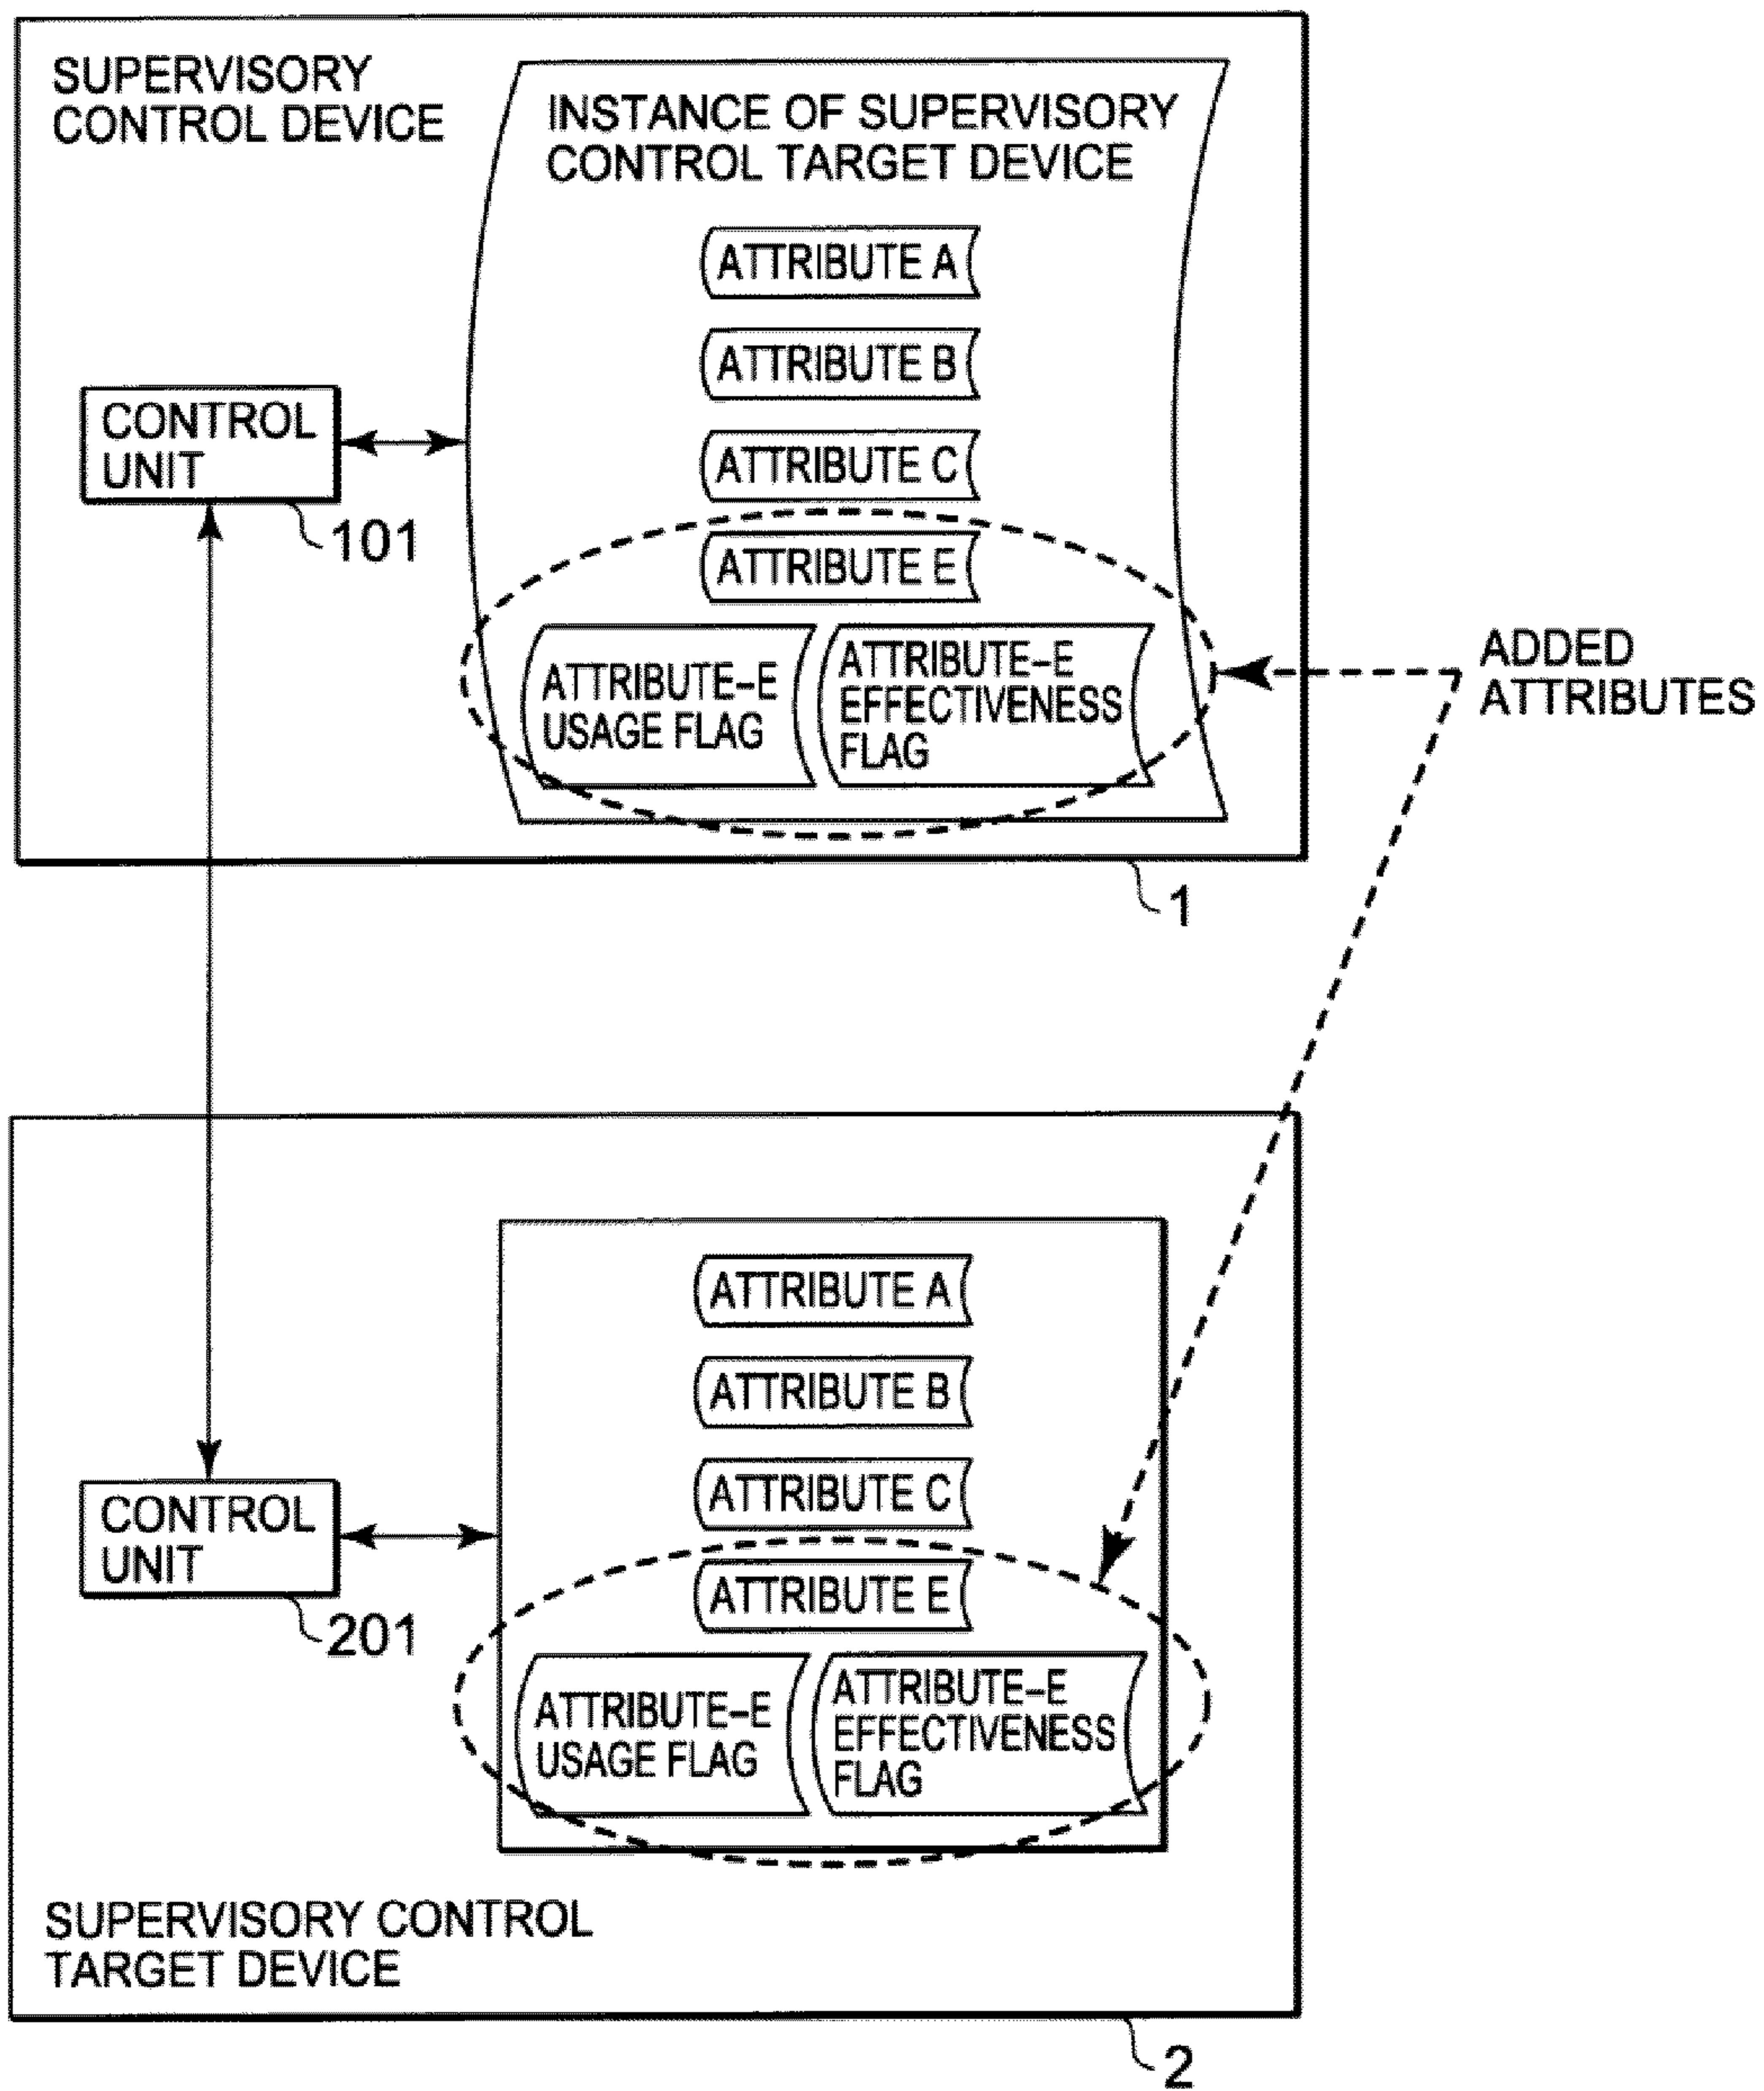 SUPERVISORY
CONTROL DEVICE
INSTANCE OF SUPERVISORY
CONTROL TARGET DEVICE
ATTRIBUTE A
ATTRIBUTE B
CONTROL
UNIT
101
ATTRIBUTE C
ATTRIBUTE E
ATTRIBUTE–E
USAGE FLAG
ATTRIBUTE–E
EFFECTIVENESS
FLAG
ADDED
ATTRIBUTES
1
ATTRIBUTE A
ATTRIBUTE B
ATTRIBUTE C
CONTROL
UNIT
201
ATTRIBUTE E
ATTRIBUTE–E
USAGE FLAG
ATTRIBUTE–E
EFFECTIVENESS
FLAG
SUPERVISORY CONTROL
TARGET DEVICE
2